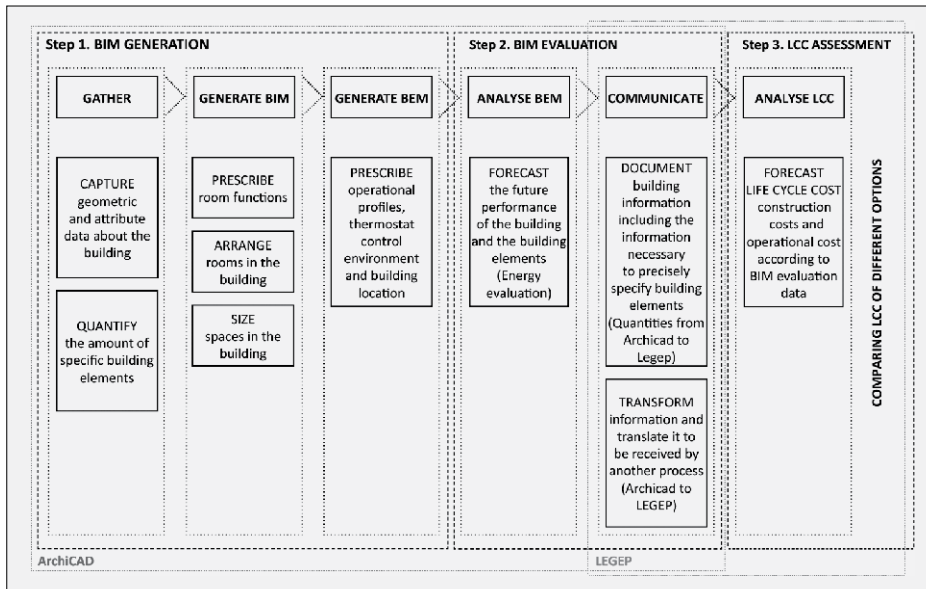 Step 1. BIM GENERATION
GATHER
CAPTURE
geometric
and attribute
data about the
building
QUANTIFY
the amount of
specific building
elements
GENERATE BIM
PRESCRIBE
room functions
ARRANGE
rooms in the
building
SIZE
spaces in the
building
GENERATE BEM
PRESCRIBE
operational
profiles,
thermostat
control
environment
and building
location
Step 2. BIM EVALUATION
ANALYSE BEM
FORECAST
the future
performance
of the building
and the building
elements
(Energy
evaluation)
COMMUNICATE
DOCUMENT
building
information
including the
information
necessary
to precisely
specify building
elements
(Quantities from
Archicad to
Legep)
TRANSFORM
information and
translate it to
be received by
another process
(Archicad to
LEGEP)
Step 3. LCC ASSESSMENT
ANALYSE LCC
FORECAST
LIFE CYCLE COST
construction
costs and
operational cost
according to
BIM evaluation
data
COMPARING LCC OF DIFFERENT OPTIONS
ArchiCAD
LEGEP